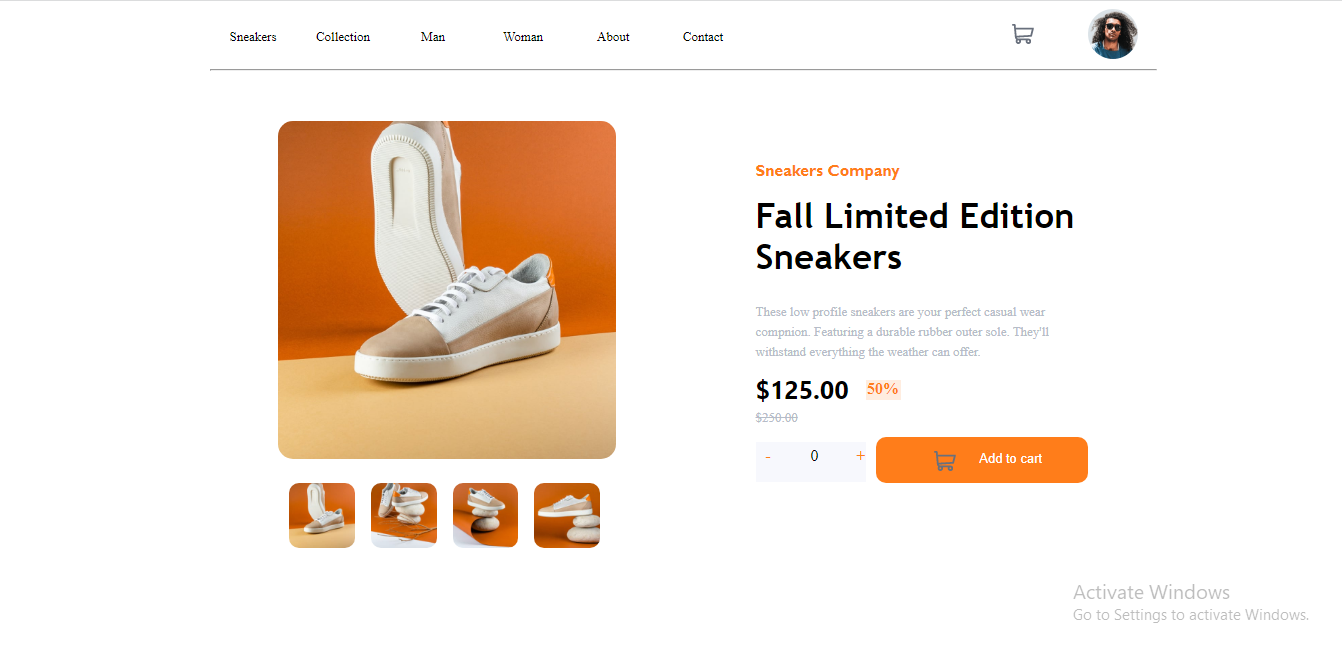 Sneakers Collection Man Woman About Contact
Sneakers Company
Fall Limited Edition
Sneakers
These low profile sneakers are your perfect casual wear
compnion. Featuring a durable rubber outer sole. They'll
withstand everything the weather can offer.
$125.00 50%
$250.00
- 0 + Add to cart
Activate Windows
Go to Settings to activate Windows.